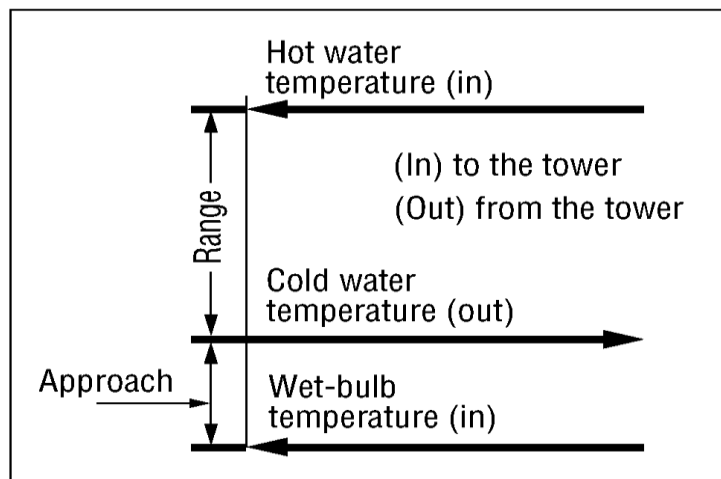 Hot water
temperature (in)
(In) to the tower
(Out) from the tower
Range
Cold water
temperature (out)
Approach
Wet-bulb
temperature (in)